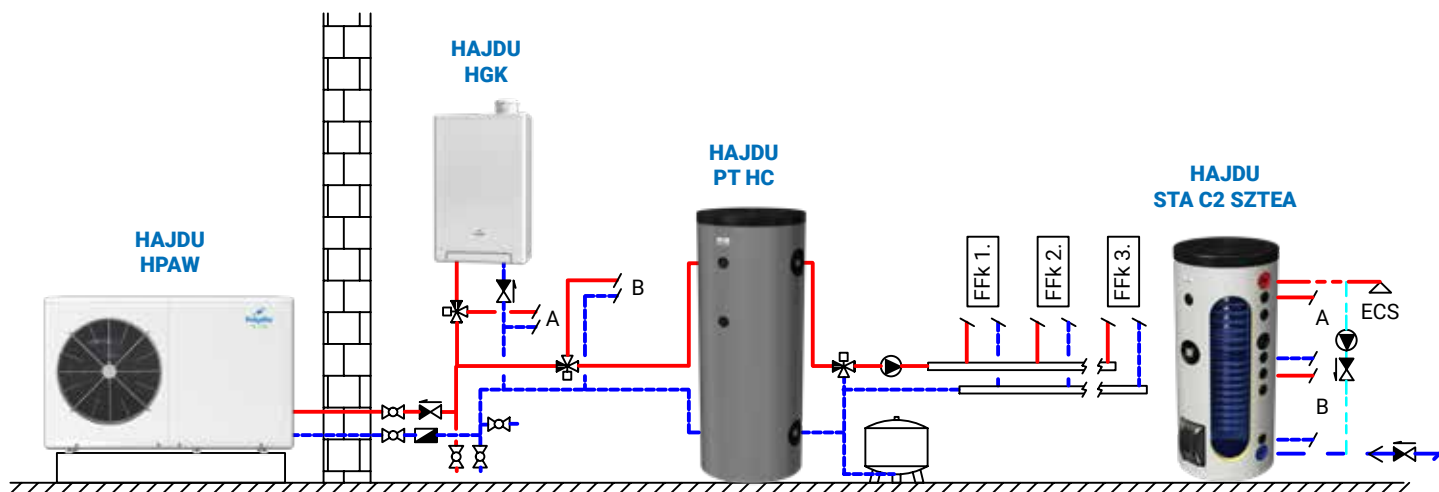 HAJDU
HPAW
HAJDU
HGK
A
B
HAJDU
PT HC
FFk 1.
FFk 2.
FFk 3.
HAJDU
STA C2 SZTEA
A
B
ECS